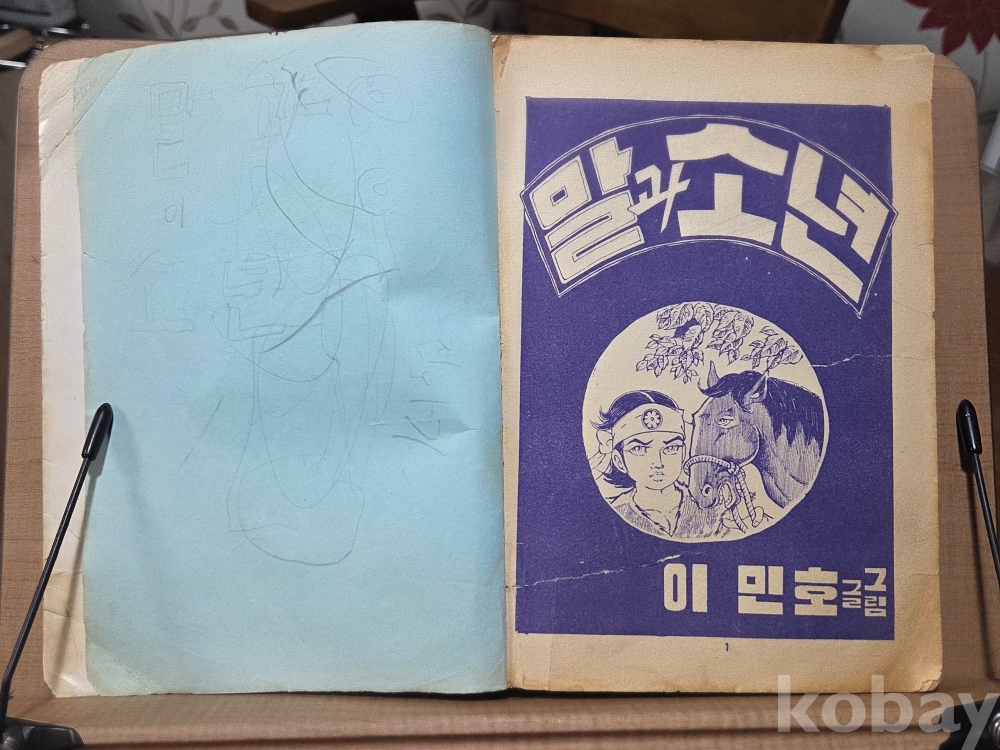 말과 소년
이 민호 글 그림
1
kobay